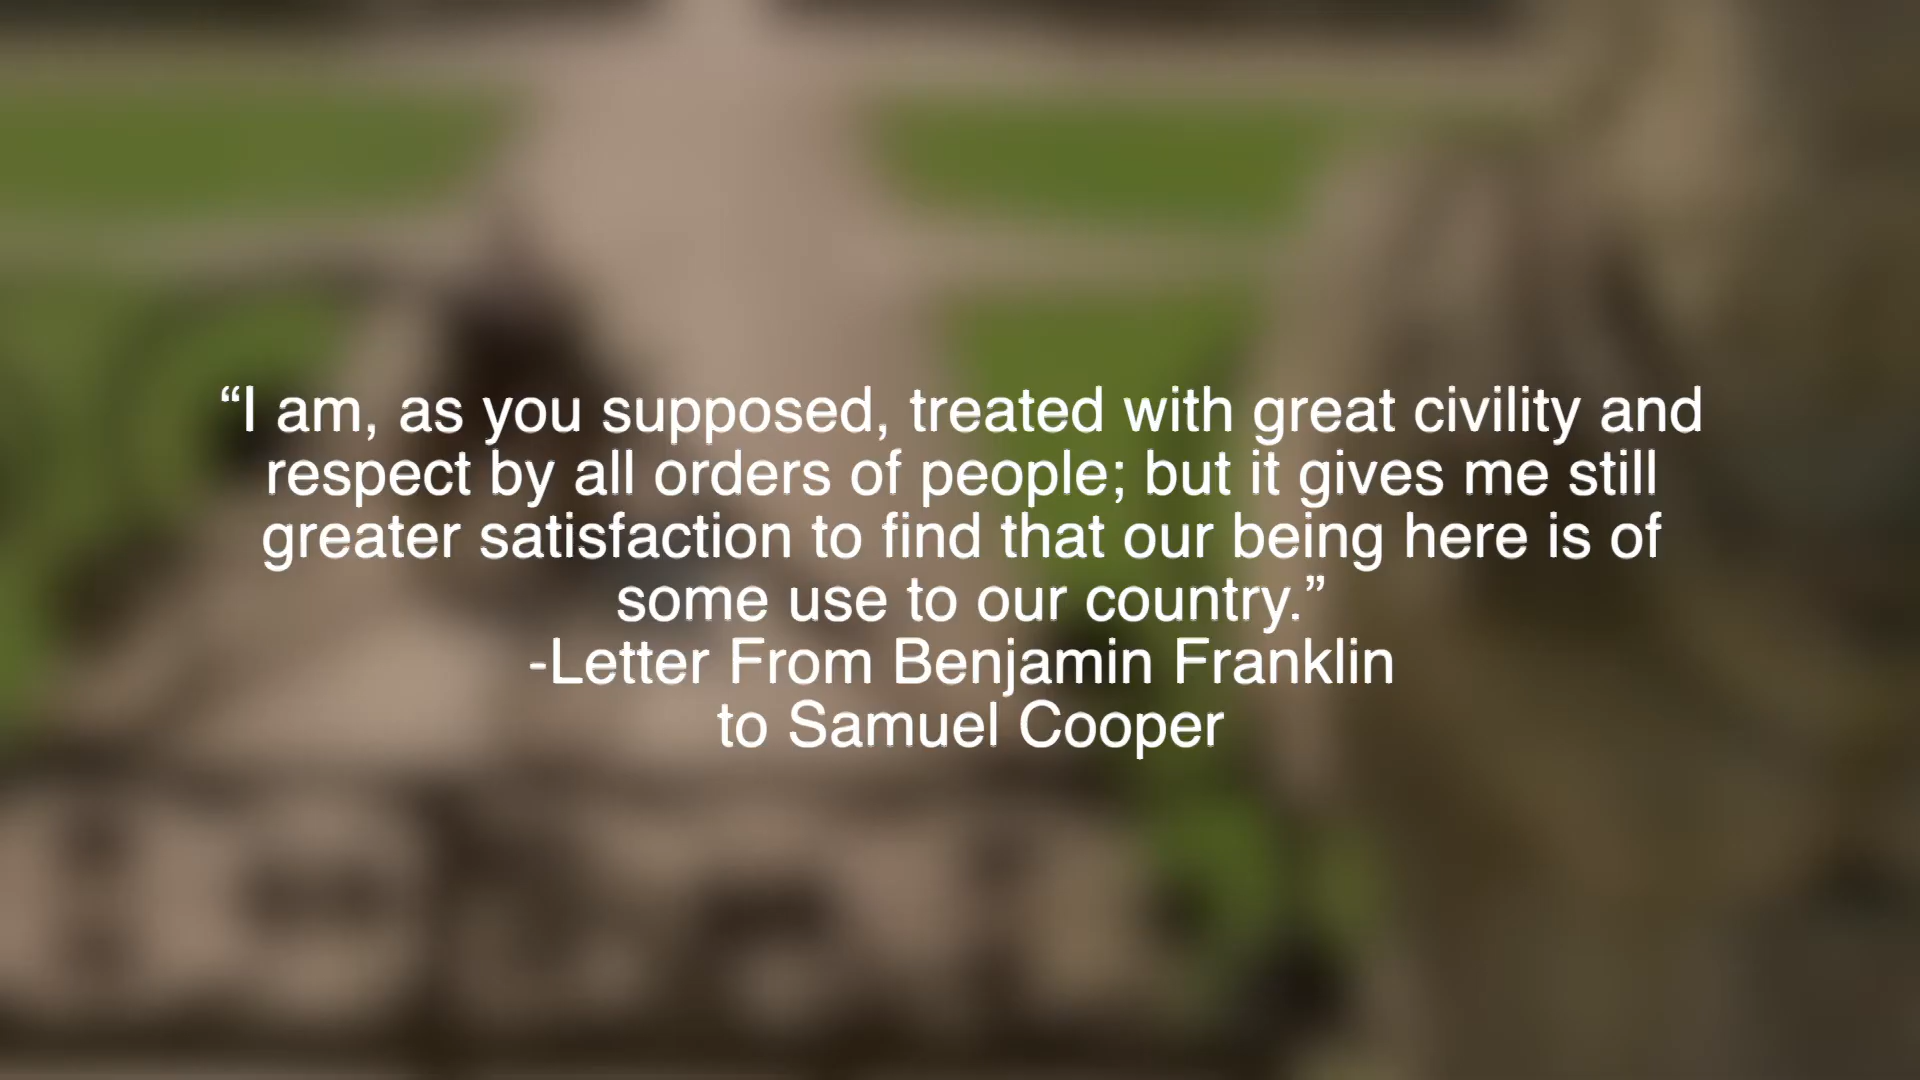 “I am, as you supposed, treated with great civility and
respect by all orders of people; but it gives me still
greater satisfaction to find that our being here is of
some use to our country.”
-Letter From Benjamin Franklin
to Samuel Cooper